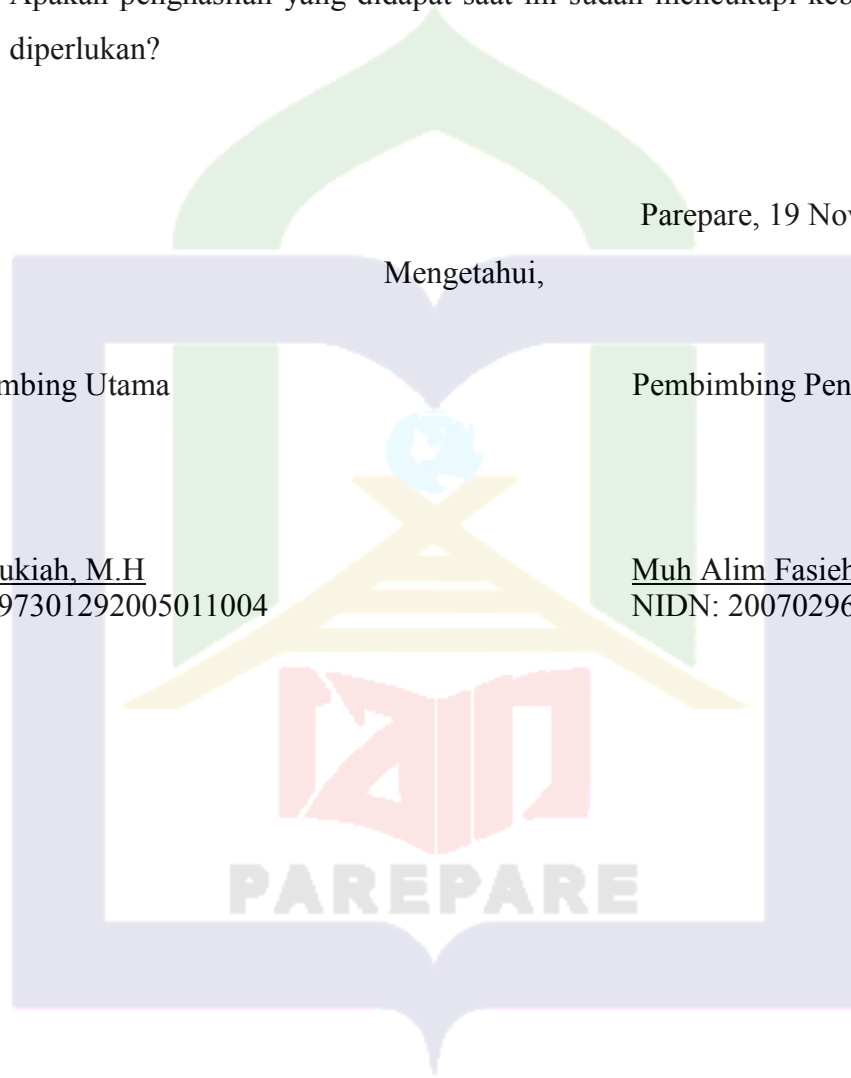 Apakah penghasilan yang didapat saat ini sudah mencukupi
diperlukan?
Parepare, 19 Nov
Mengetahui,
mbing Utama Pembimbing Pen
ukiah, M.H Muh Alim Fasieh
97301292005011004 NIDN: 20070296
iain
PAREPARE